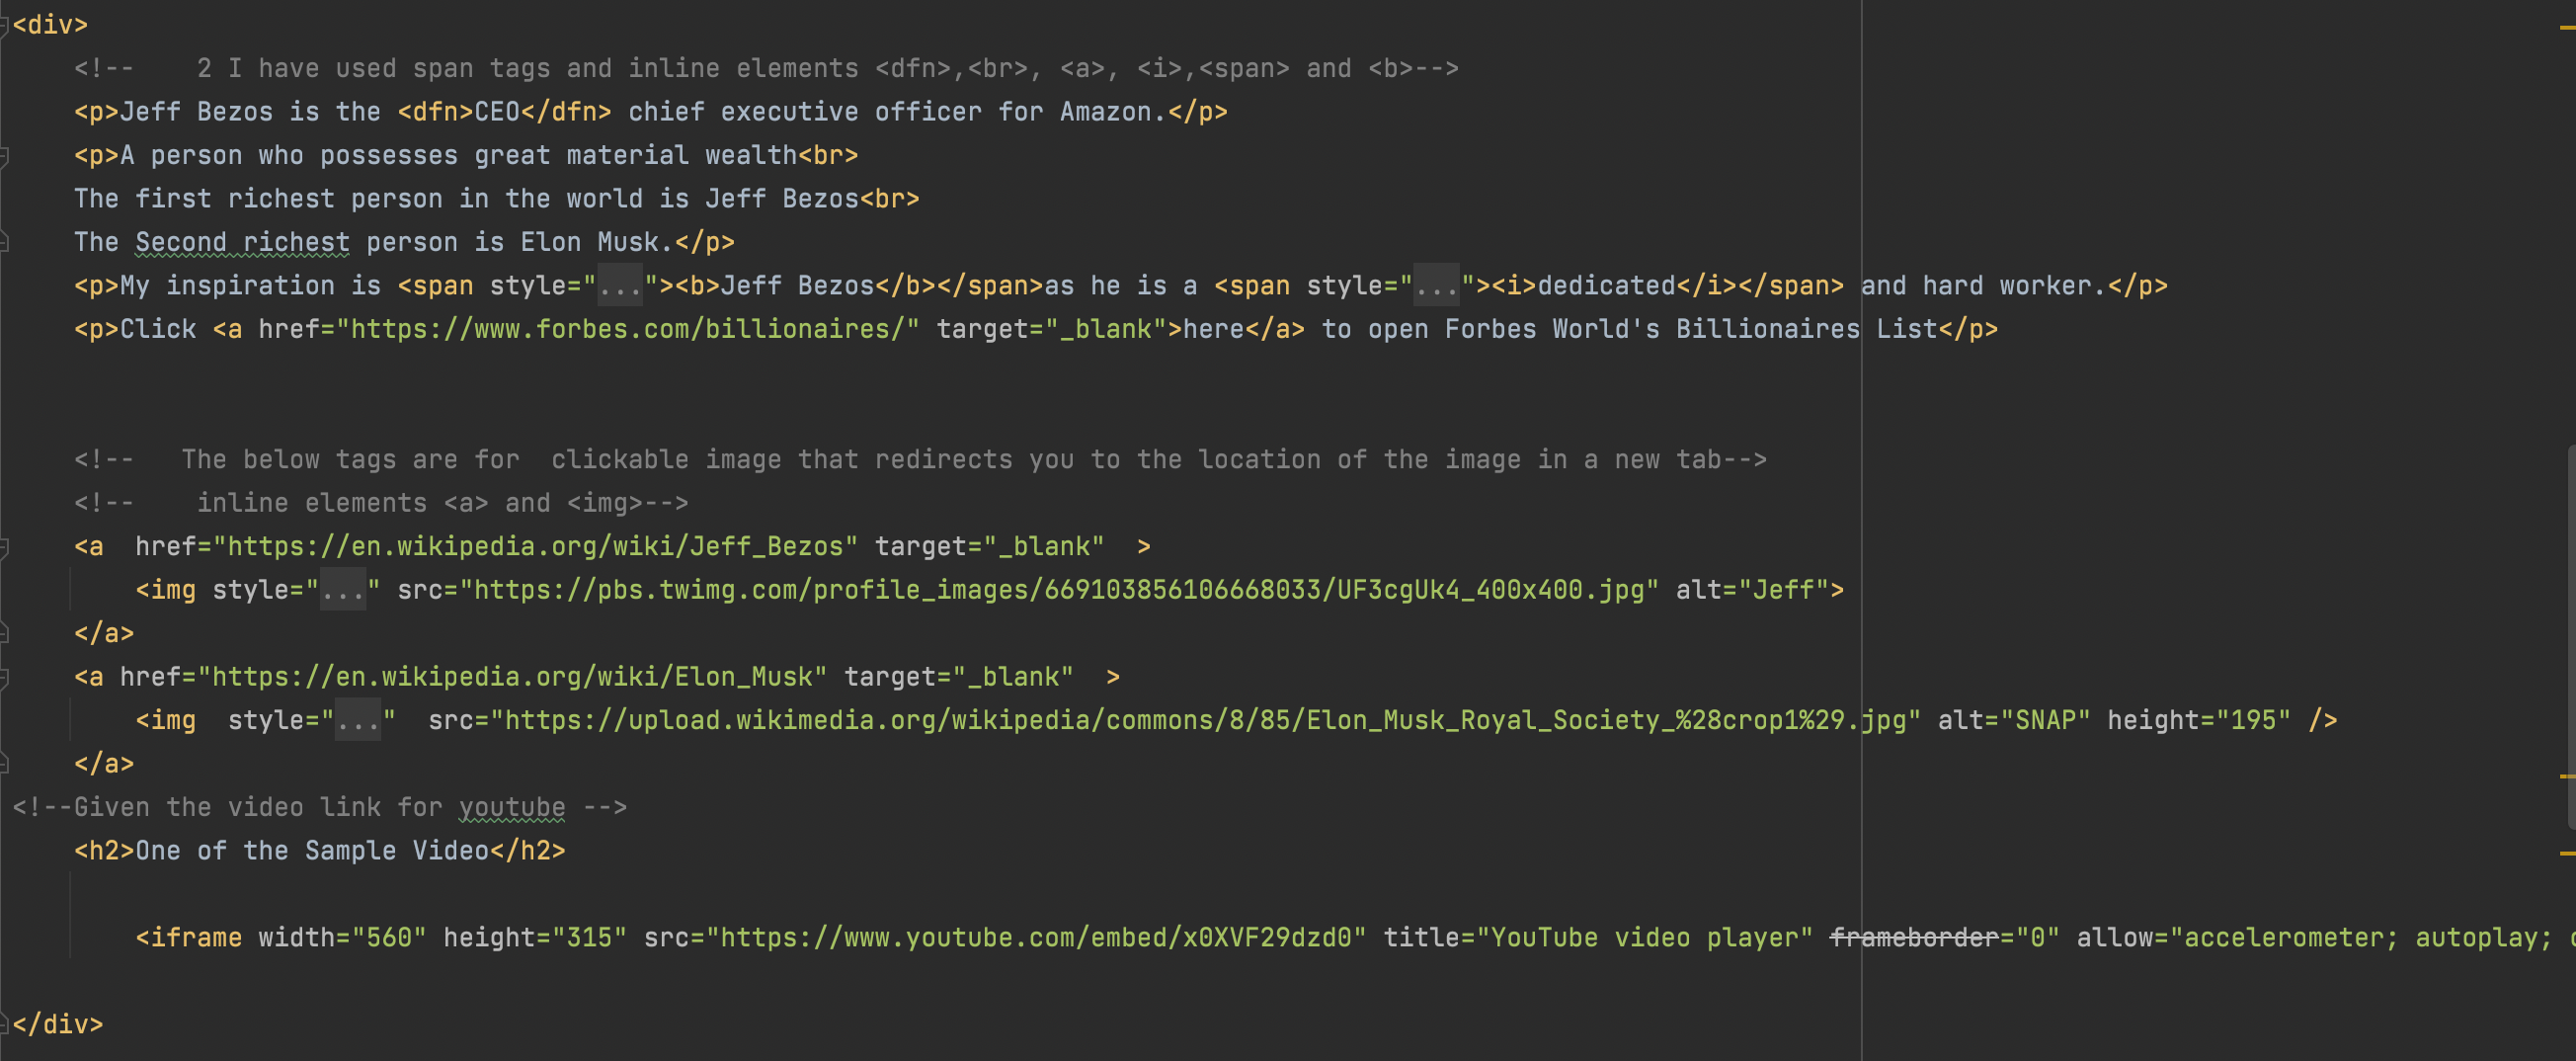 <div>
<!--    2 I have used span tags and inline elements <dfn>,<br>, <a>, <i>,<span> and <b>-->
<p>Jeff Bezos is the <dfn>CEO</dfn> chief executive officer for Amazon.</p>
<p>A person who possesses great material wealth<br>
The first richest person in the world is Jeff Bezos<br>
The Second richest person is Elon Musk.</p>
<p>My inspiration is <span style="..."><b>Jeff Bezos</b></span>as he is a <span style="..."><i>dedicated</i></span> and hard worker.</p>
<p>Click <a href="https://www.forbes.com/billionaires/" target="_blank">here</a> to open Forbes World's Billionaires List</p>
<!--   The below tags are for  clickable image that redirects you to the location of the image in a new tab-->
<!--    inline elements <a> and <img>-->
<a  href="https://en.wikipedia.org/wiki/Jeff_Bezos" target="_blank"  >
<img style="..." src="https://pbs.twimg.com/profile_images/669103856106668033/UF3cgUk4_400x400.jpg" alt="Jeff">
</a>
<a href="https://en.wikipedia.org/wiki/Elon_Musk" target="_blank"  >
<img  style="..."  src="https://upload.wikimedia.org/wikipedia/commons/8/85/Elon_Musk_Royal_Society_%28crop1%29.jpg" alt="SNAP" height="195" />
</a>
<!--Given the video link for youtube -->
<h2>One of the Sample Video</h2>
<iframe width="560" height="315" src="https://www.youtube.com/embed/x0XVF29dzd0" title="YouTube video player" frameborder="0" allow="accelerometer; autoplay;
</div>